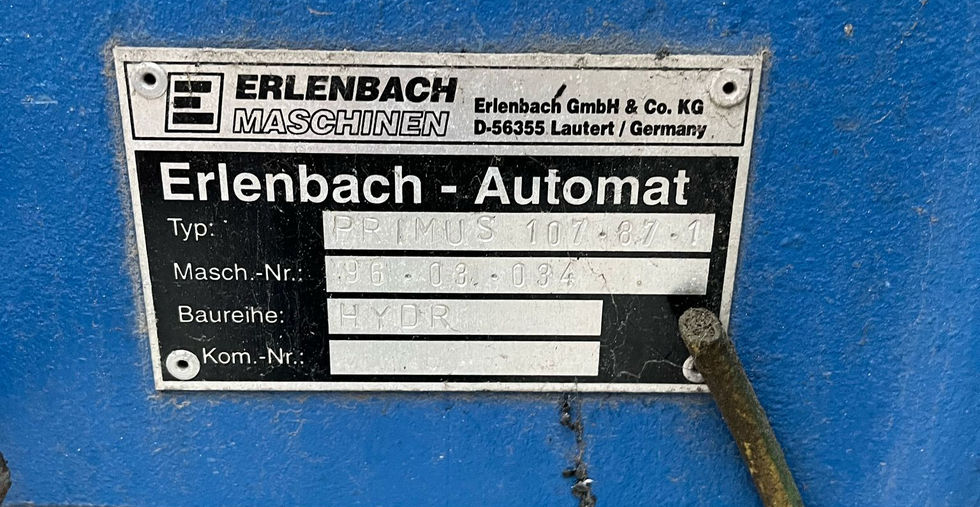 ERLENBACH
MASCHINEN
Erlenbach GmbH & Co. KG
D-56355 Lautert / Germany
Erlenbach - Automat
Typ: PRIMUS 107-87-1
Masch.-Nr.: 96-03-034
Baureihe: HYDR
Kom.-Nr.: